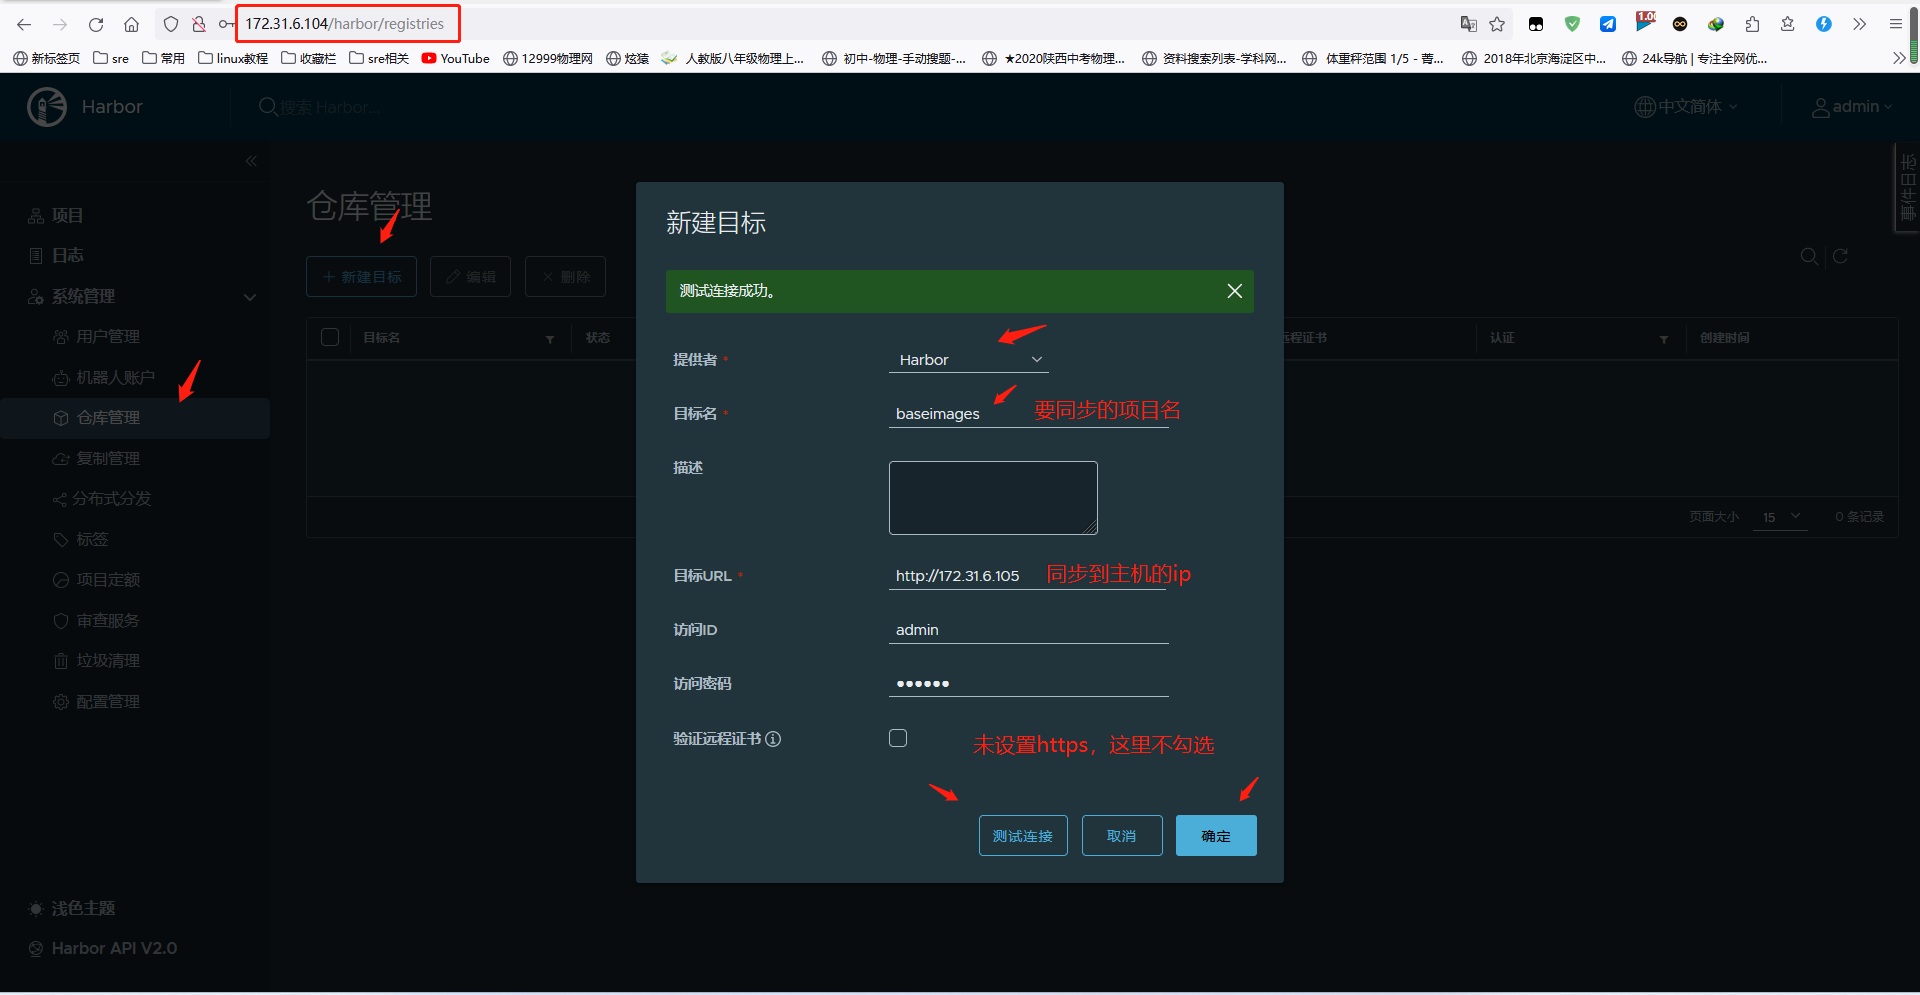 172.31.6.104/harbor/registries
1.00
新标签页 sre 常用 linux教程 收藏栏 sre相关 YouTube 12999物理网 炫猿 人教版八年级物理上... 初中-物理-手动搜题-... ★2020陕西中考物理... 资料搜索列表-学科网... 体重秤范围 1/5 - 菁... 2018年北京海淀区中... 24k导航 | 专注全网优...
Harbor 搜索 Harbor... 中文简体 admin
事件日志
项目
日志
系统管理
用户管理
机器人账户
仓库管理
复制管理
分布式分发
标签
项目定额
审查服务
垃圾清理
配置管理
浅色主题
Harbor API V2.0
仓库管理
新建目标 编辑 删除
目标名 状态 远程证书 认证 创建时间
页面大小 15 0 条记录
新建目标
测试连接成功。
提供者 * Harbor
目标名 * baseimages 要同步的项目名
描述
目标URL * http://172.31.6.105 同步到主机的ip
访问ID admin
访问密码 ••••••
验证远程证书 未设置https，这里不勾选
测试连接 取消 确定